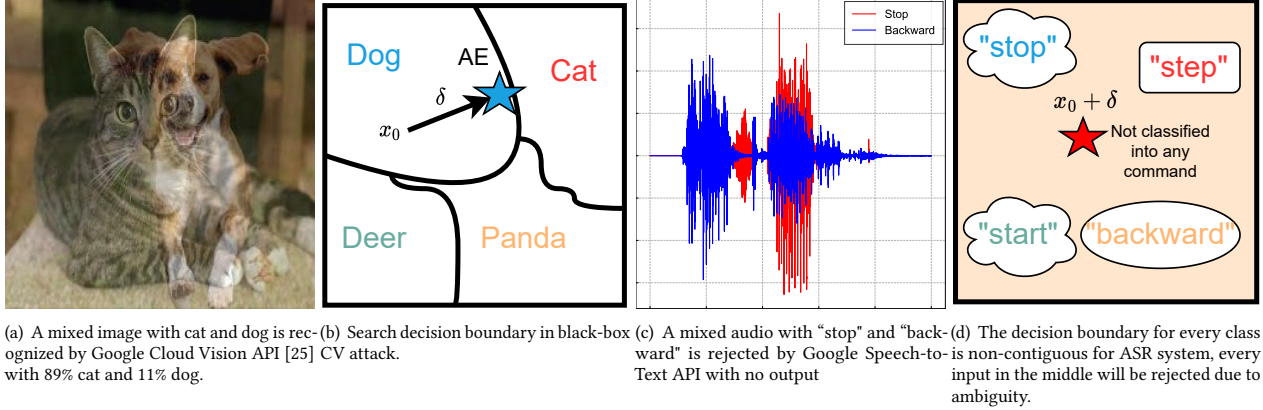 Dog
AE
Cat
δ
x₀
Deer
Panda
Stop
Backward
"stop"
"step"
x₀ + δ
Not classified
into any
command
"start"
"backward"
(a) A mixed image with cat and dog is rec-
ognized by Google Cloud Vision API [25]
with 89% cat and 11% dog.
(b) Search decision boundary in black-box
CV attack.
(c) A mixed audio with “stop" and “back-
ward" is rejected by Google Speech-to-
Text API with no output
(d) The decision boundary for every class
is non-contiguous for ASR system, every
input in the middle will be rejected due to
ambiguity.